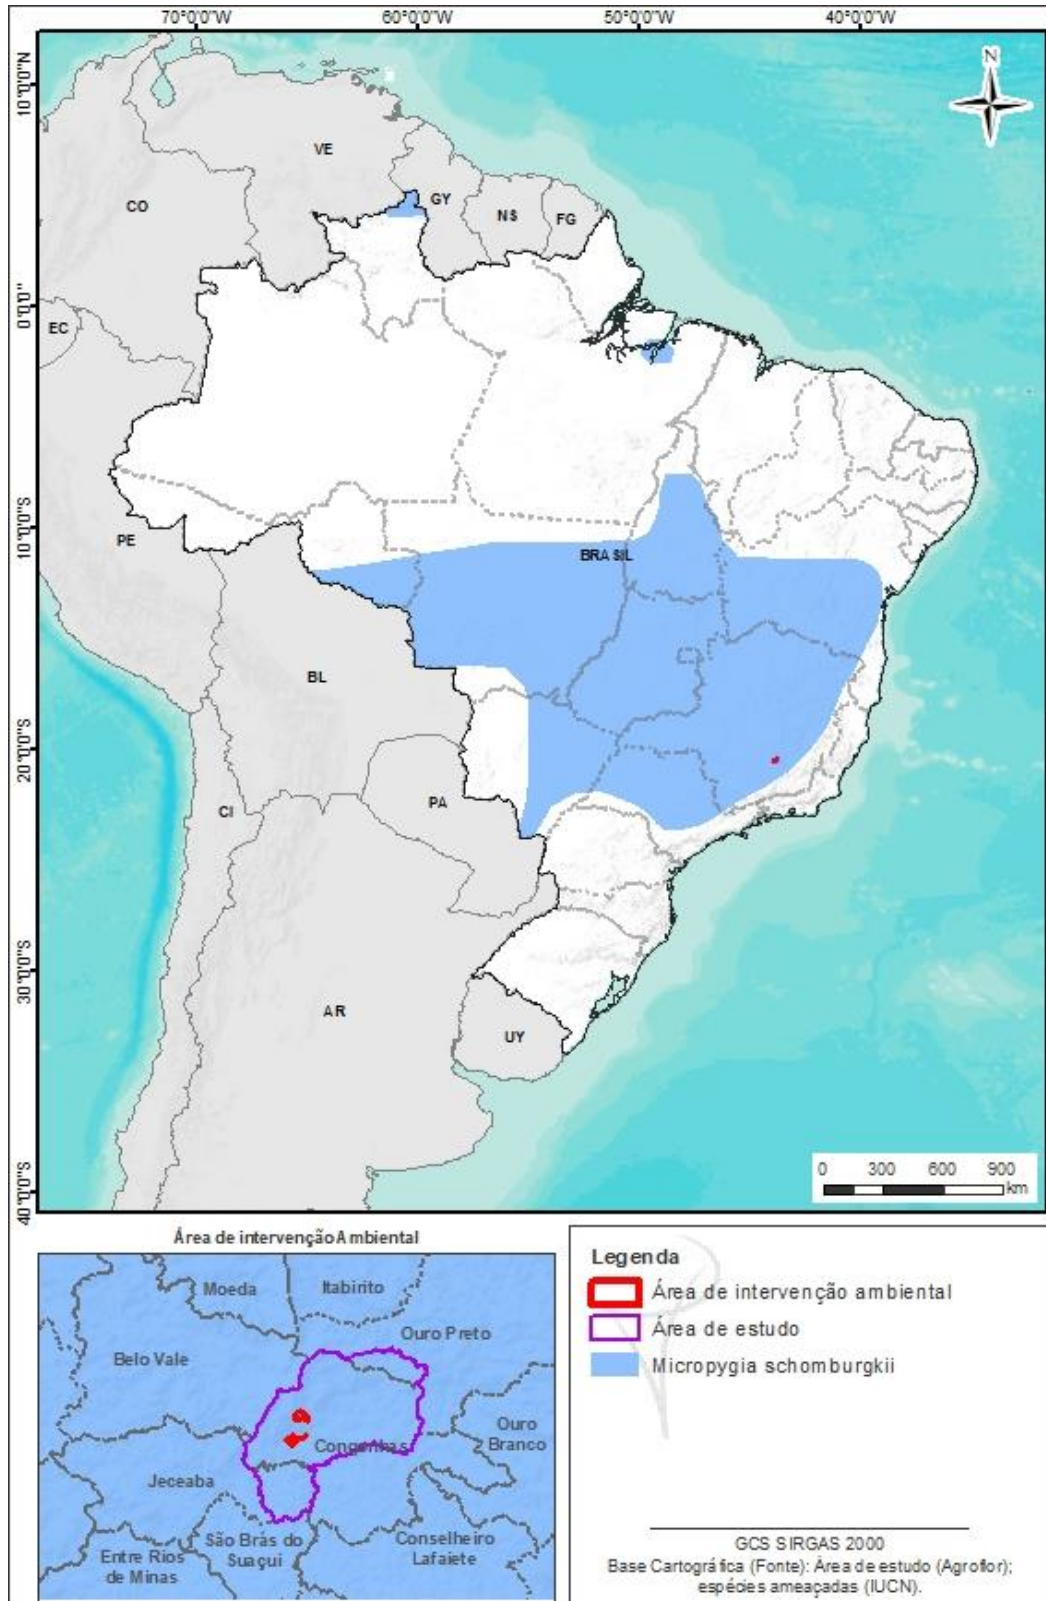 70°0'0"W 60°0'0"W 50°0'0"W 40°0'0"W
10°0'0"N
0°0'0"
10°0'0"S
20°0'0"S
30°0'0"S
40°0'0"S
N
VE
CO
GY
NS
FG
EC
PE
BRASIL
BL
PA
CI
AR
UY
0 300 600 900
km
Área de intervenção Ambiental
Moeda
Itabirito
Ouro Preto
Belo Vale
Ouro
Branco
Congonhas
Jeceaba
São Brás do
Suaçuí
Conselheiro
Lafaiete
Entre Rios
de Minas
Legenda
Área de intervenção ambiental
Área de estudo
Micropygia schomburgkii
GCS SIRGAS 2000
Base Cartográfica (Fonte): Área de estudo (Agroflor);
espécies ameaçadas (IUCN).